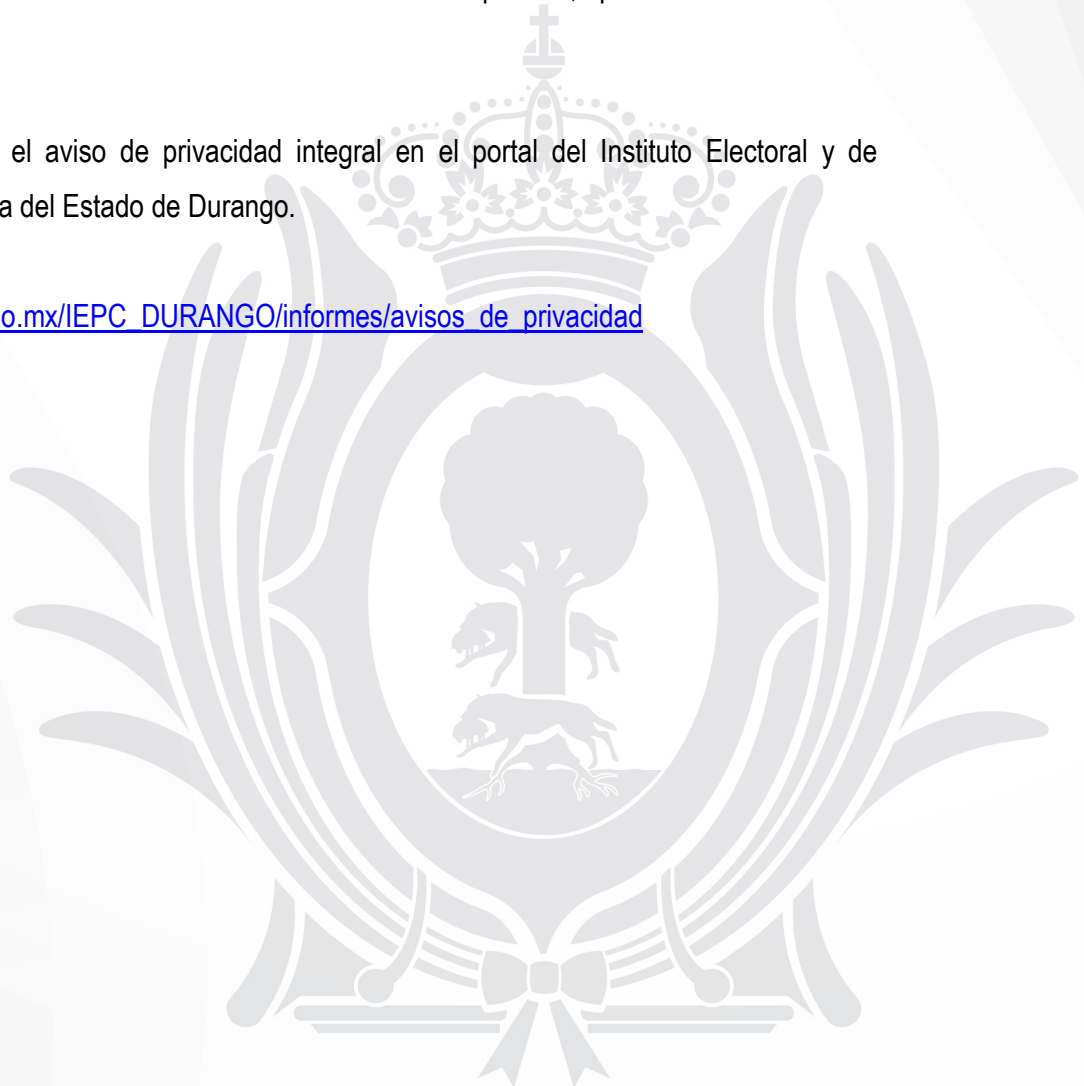 el aviso de privacidad integral en el portal del Instituto Electoral y de
a del Estado de Durango.
o.mx/IEPC_DURANGO/informes/avisos_de_privacidad